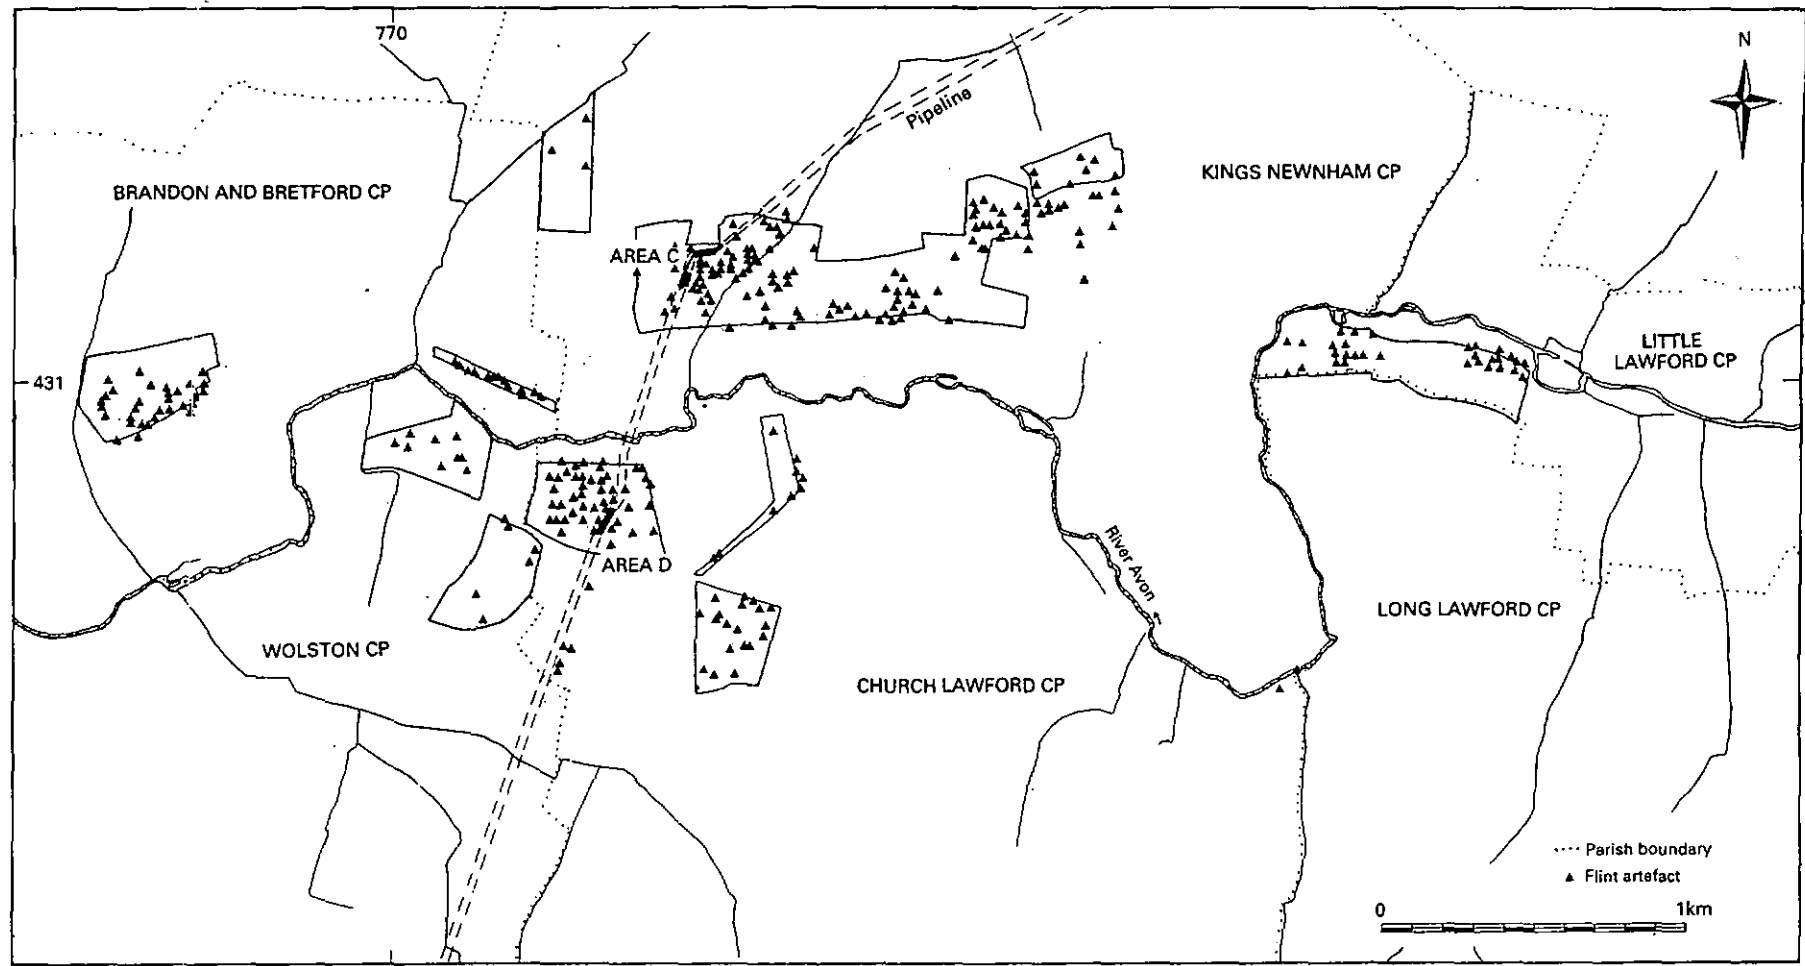 770
N
Pipeline
KINGS NEWNHAM CP
BRANDON AND BRETFORD CP
AREA C
LITTLE
LAWFORD CP
431
River Avon
AREA D
LONG LAWFORD CP
WOLSTON CP
CHURCH LAWFORD CP
Parish boundary
Flint artefact
0 1km